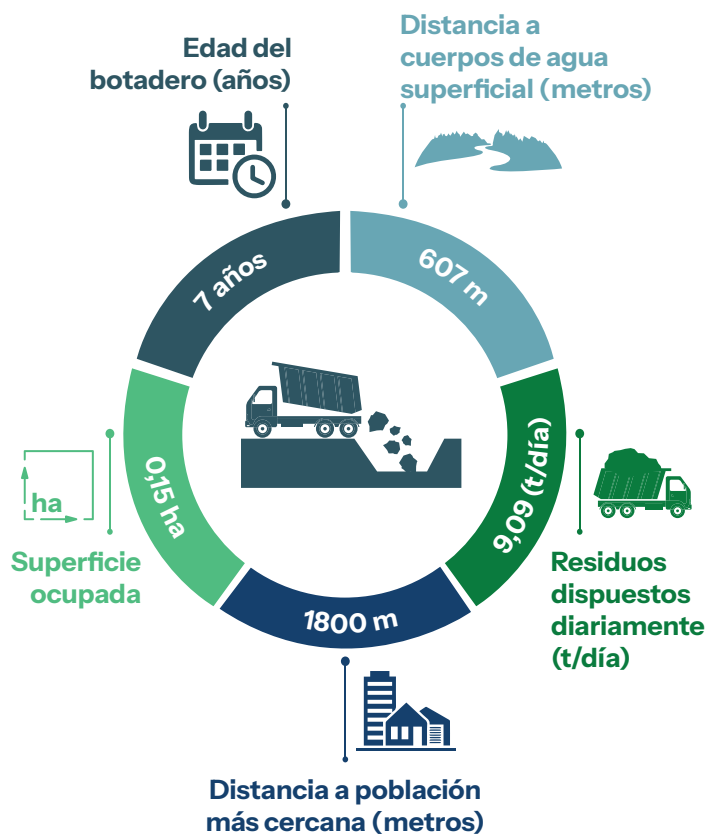 Edad del
botadero (años)
Distancia a
cuerpos de agua
superficial (metros)
7 años
607 m
0,15 ha
9,09 (t/día)
1800 m
ha
Superficie
ocupada
Residuos
dispuestos
diariamente
(t/día)
Distancia a población
más cercana (metros)